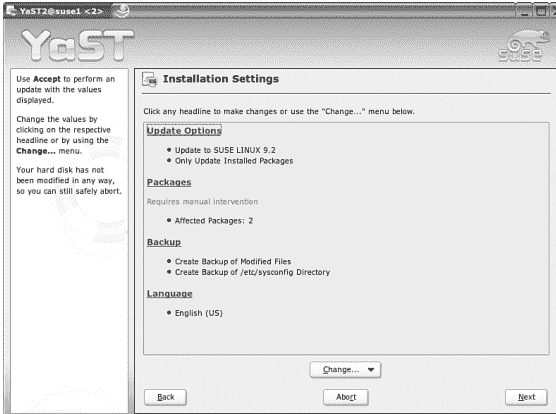 YaST2@suse1 <2>
YaST
suse
Use Accept to perform an
update with the values
displayed.
Change the values by
clicking on the respective
headline or by using the
Change... menu.
Your hard disk has not
been modified in any way,
so you can still safely abort.
Installation Settings
Click any headline to make changes or use the "Change..." menu below.
Update Options
• Update to SUSE LINUX 9.2
• Only Update Installed Packages
Packages
Requires manual intervention
• Affected Packages: 2
Backup
• Create Backup of Modified Files
• Create Backup of /etc/sysconfig Directory
Language
• English (US)
Change...
Back
Abort
Next